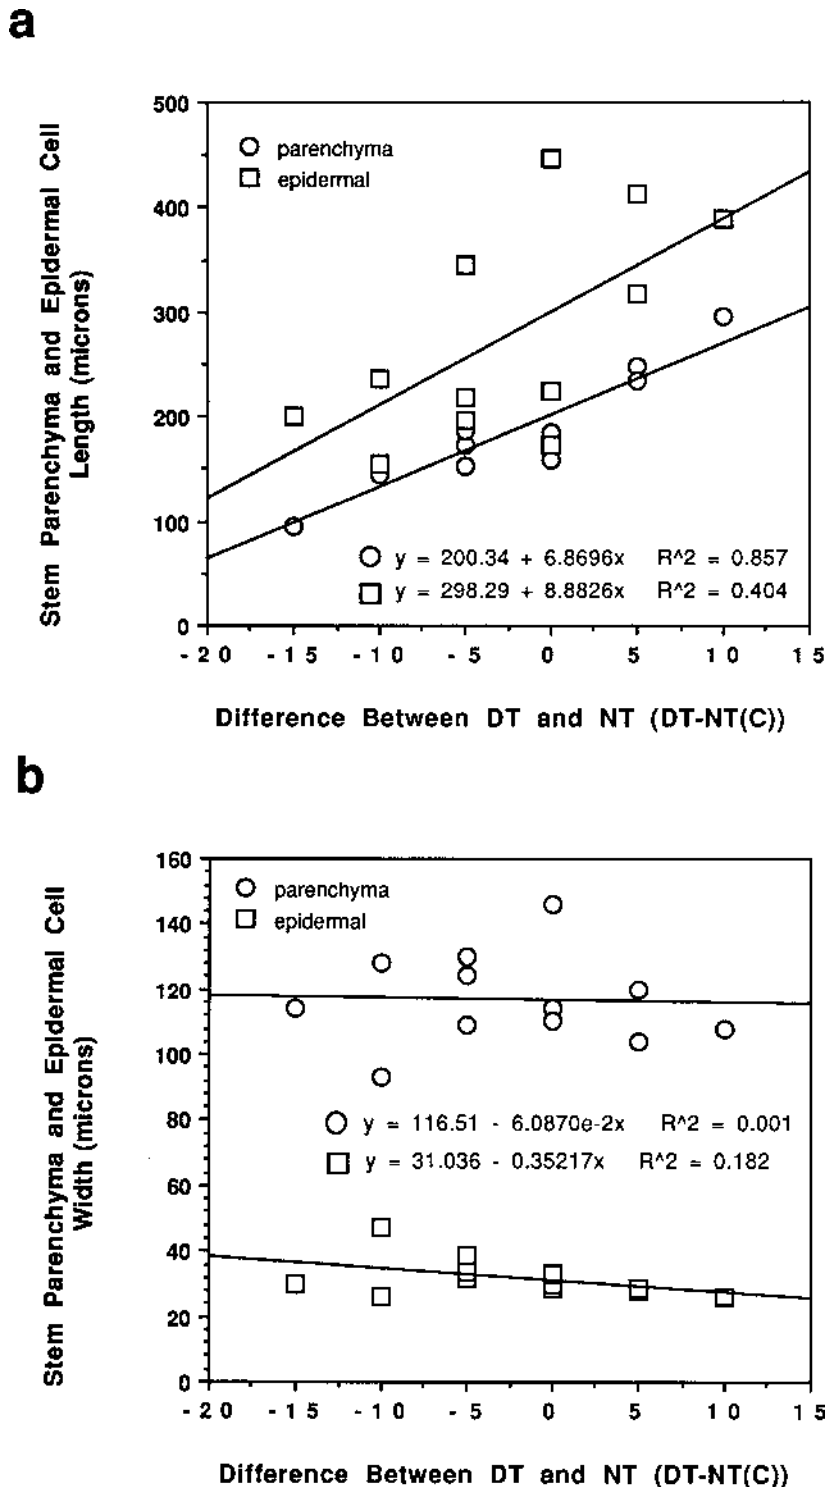 a
Stem Parenchyma and Epidermal Cell
Length (microns)
500
400
300
200
100
0
parenchyma
epidermal
y = 200.34 + 6.8696x R^2 = 0.857
y = 298.29 + 8.8826x R^2 = 0.404
-20 -15 -10 -5 0 5 10 15
Difference Between DT and NT (DT-NT(C))
b
Stem Parenchyma and Epidermal Cell
Width (microns)
160
140
120
100
80
60
40
20
0
parenchyma
epidermal
y = 116.51 - 6.0870e-2x R^2 = 0.001
y = 31.036 - 0.35217x R^2 = 0.182
-20 -15 -10 -5 0 5 10 15
Difference Between DT and NT (DT-NT(C))